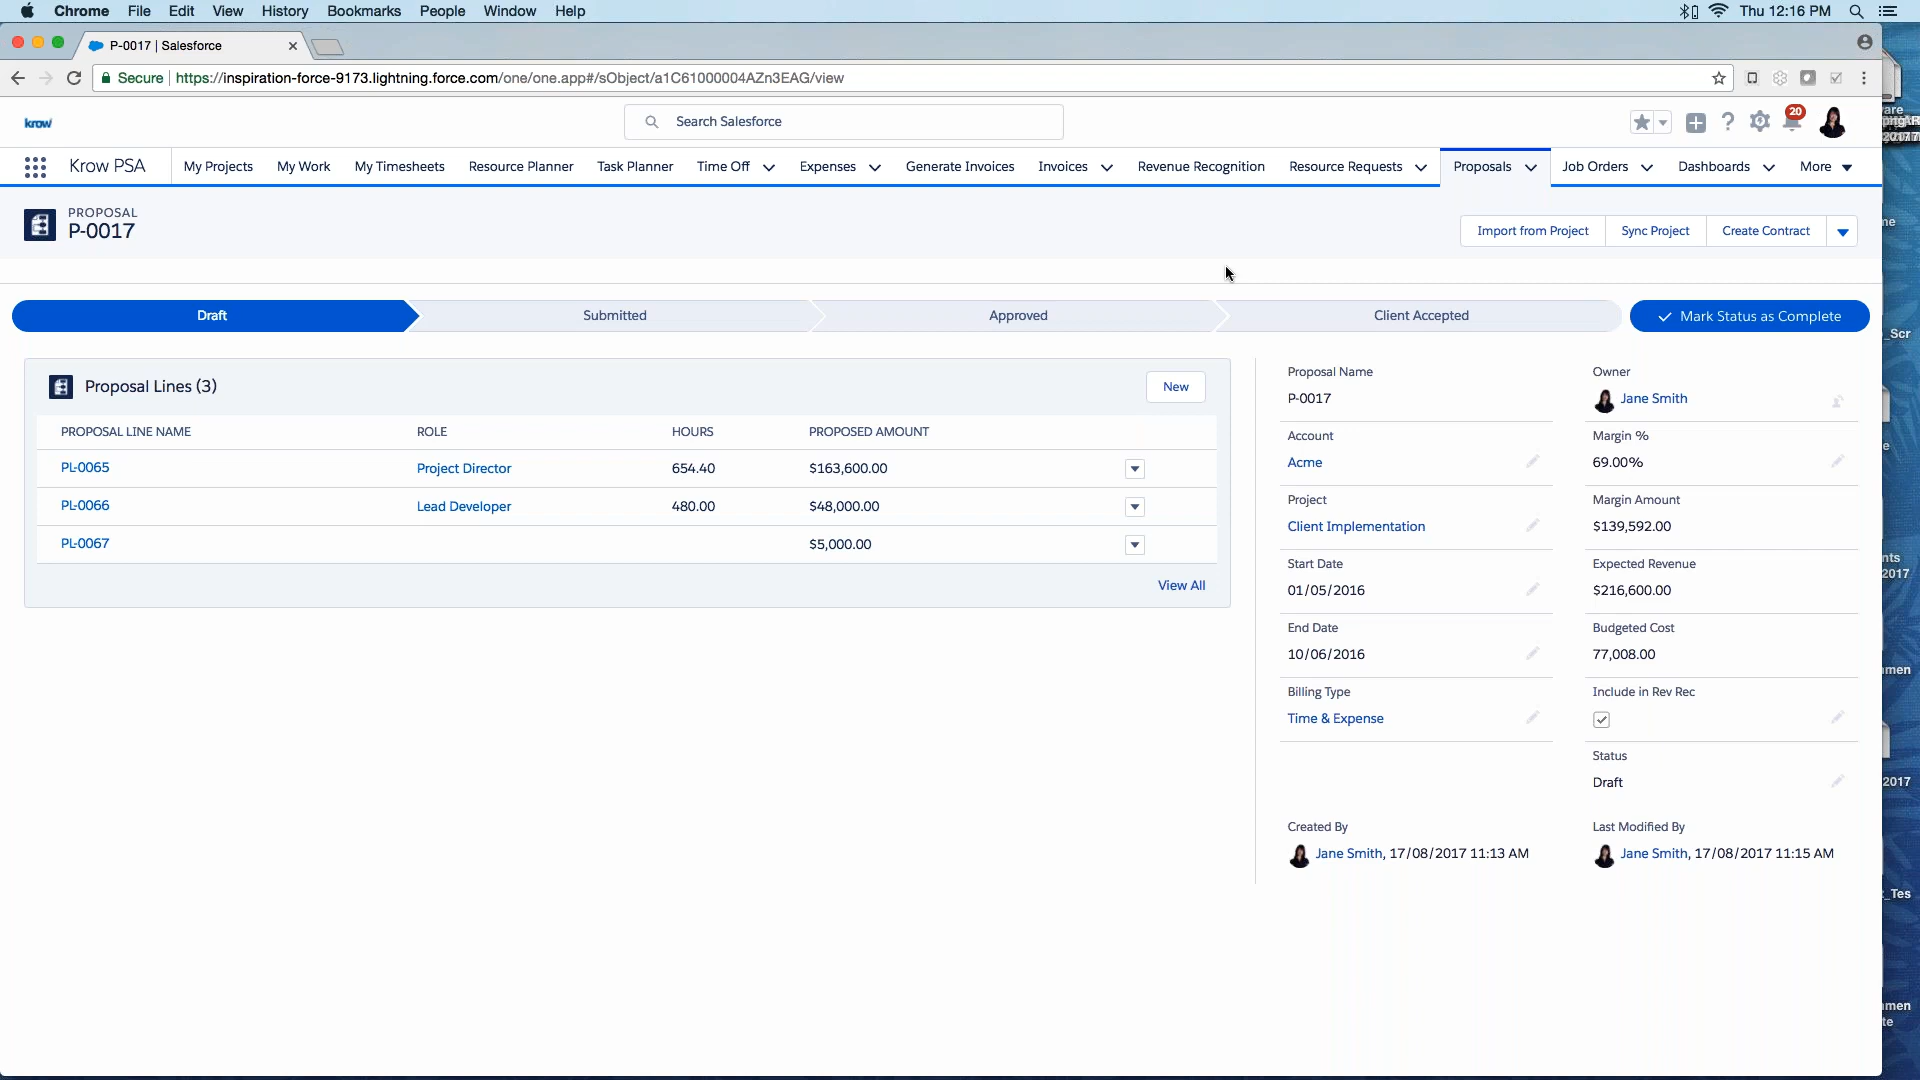 Chrome File Edit View History Bookmarks People Window Help Thu 12:16 PM
P-0017 | Salesforce
Secure https://inspiration-force-9173.lightning.force.com/one/one.app#/sObject/a1C61000004AZn3EAG/view
krow Search Salesforce 20
Krow PSA My Projects My Work My Timesheets Resource Planner Task Planner Time Off Expenses Generate Invoices Invoices Revenue Recognition Resource Requests Proposals Job Orders Dashboards More
PROPOSAL
P-0017
Import from Project Sync Project Create Contract
Draft Submitted Approved Client Accepted Mark Status as Complete
Proposal Lines (3) New
PROPOSAL LINE NAME ROLE HOURS PROPOSED AMOUNT
PL-0065 Project Director 654.40 $163,600.00
PL-0066 Lead Developer 480.00 $48,000.00
PL-0067 $5,000.00
View All
Proposal Name
P-0017
Owner
Jane Smith
Account
Acme
Margin %
69.00%
Project
Client Implementation
Margin Amount
$139,592.00
Start Date
01/05/2016
Expected Revenue
$216,600.00
End Date
10/06/2016
Budgeted Cost
77,008.00
Billing Type
Time & Expense
Include in Rev Rec
Status
Draft
Created By
Jane Smith, 17/08/2017 11:13 AM
Last Modified By
Jane Smith, 17/08/2017 11:15 AM